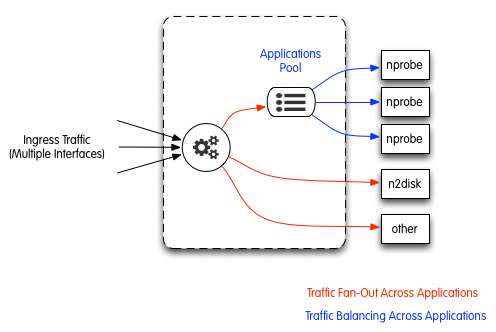 Applications
Pool
nprobe
nprobe
nprobe
Ingress Traffic
(Multiple Interfaces)
n2disk
other
Traffic Fan-Out Across Applications
Traffic Balancing Across Applications